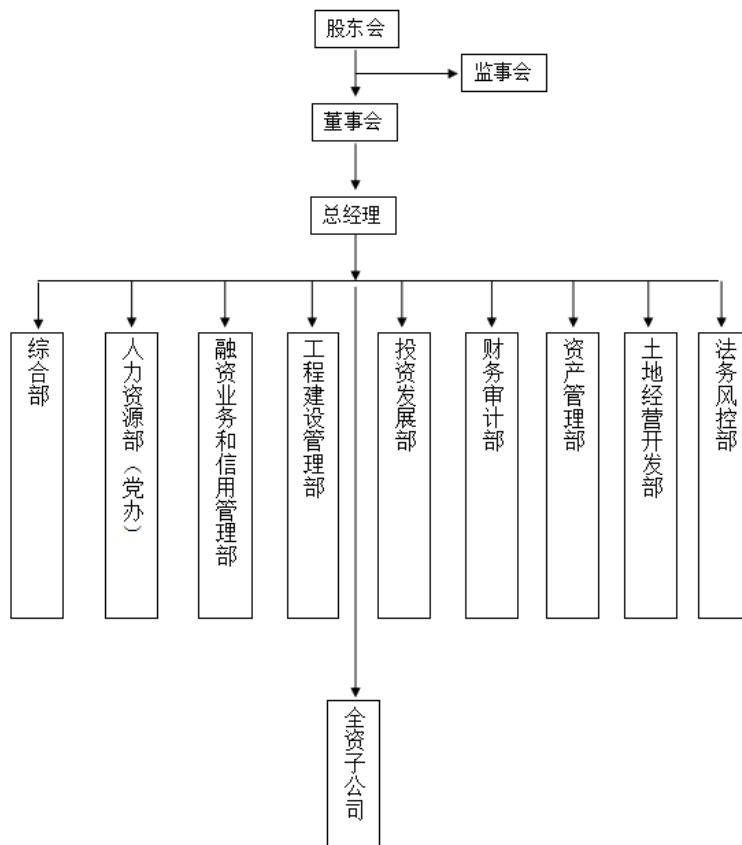 股东会
监事会
董事会
总经理
综合部
人力资源部（党办）
融资业务和信用管理部
工程建设管理部
投资发展部
财务审计部
资产管理部
土地经营开发部
法务风控部
全资子公司